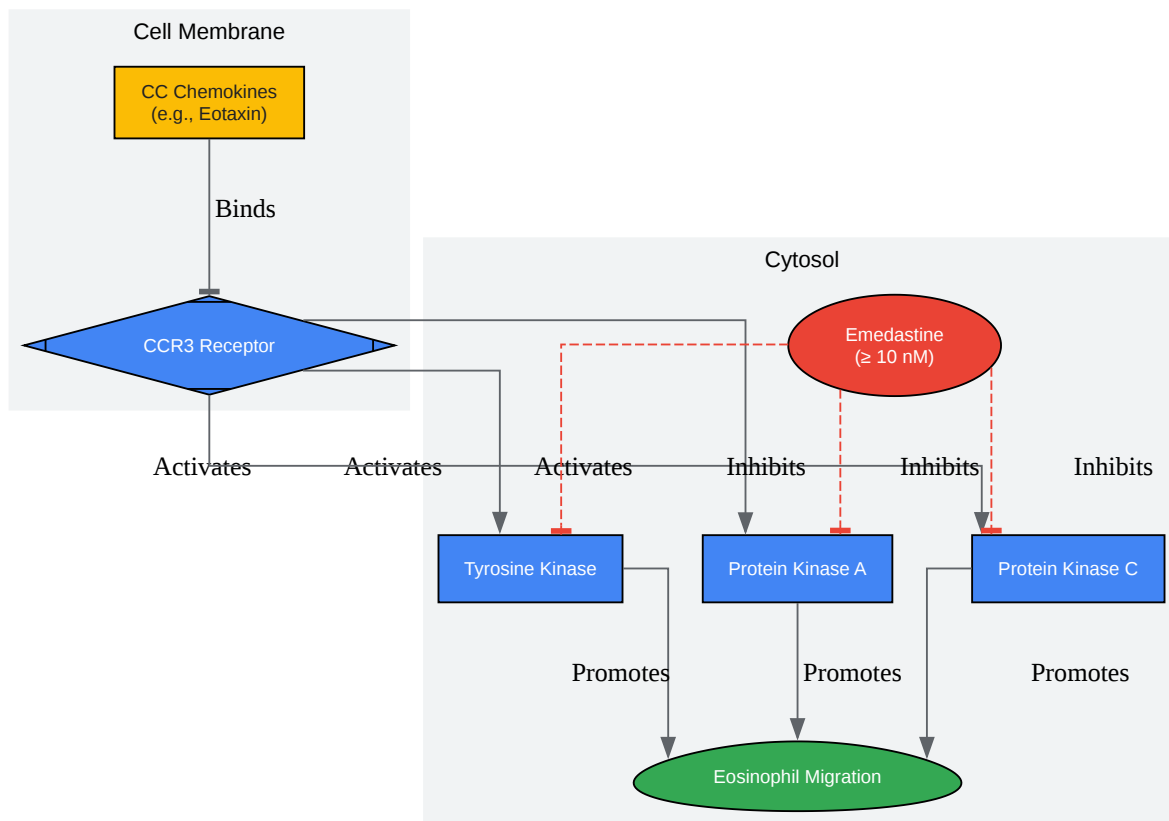 Cell Membrane
CC Chemokines
(e.g., Eotaxin)
Binds
Cytosol
CCR3 Receptor
Emedastine
(≥ 10 nM)
Activates
Activates
Activates
Inhibits
Inhibits
Inhibits
Tyrosine Kinase
Protein Kinase A
Protein Kinase C
Promotes
Promotes
Promotes
Eosinophil Migration